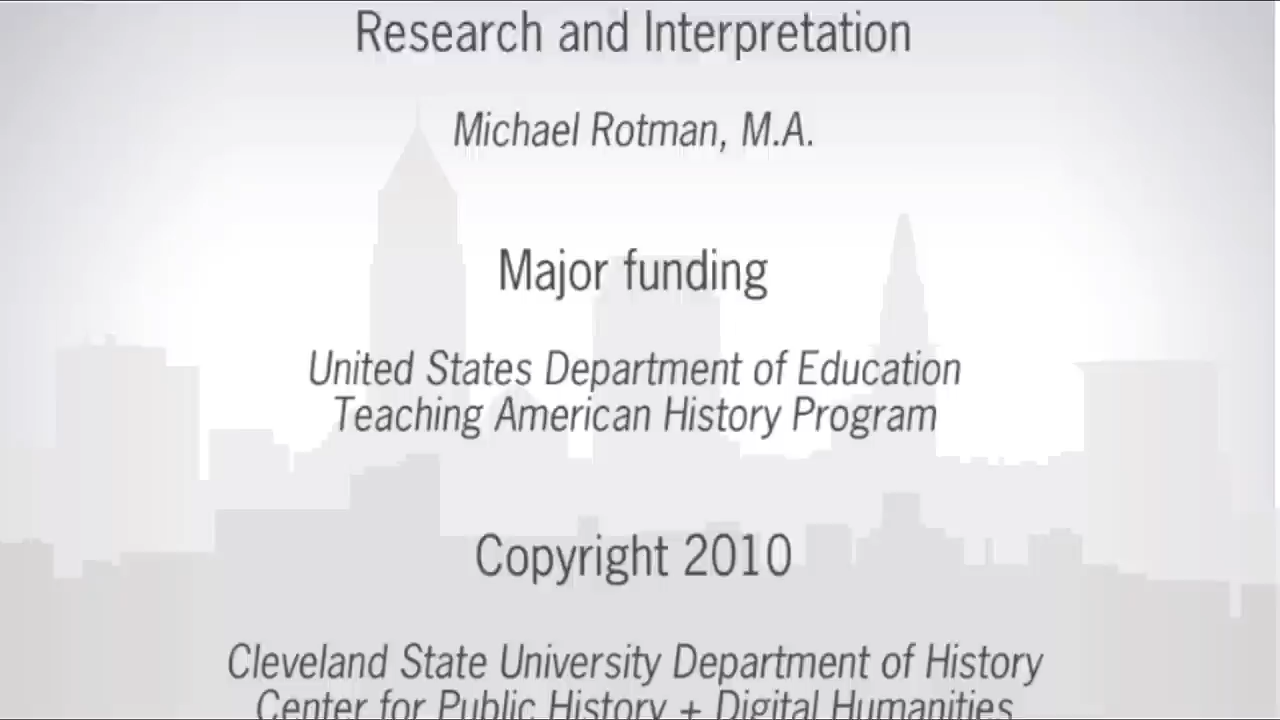 Research and Interpretation
Michael Rotman, M.A.
Major funding
United States Department of Education
Teaching American History Program
Copyright 2010
Cleveland State University Department of History
Center for Public History + Digital Humanities